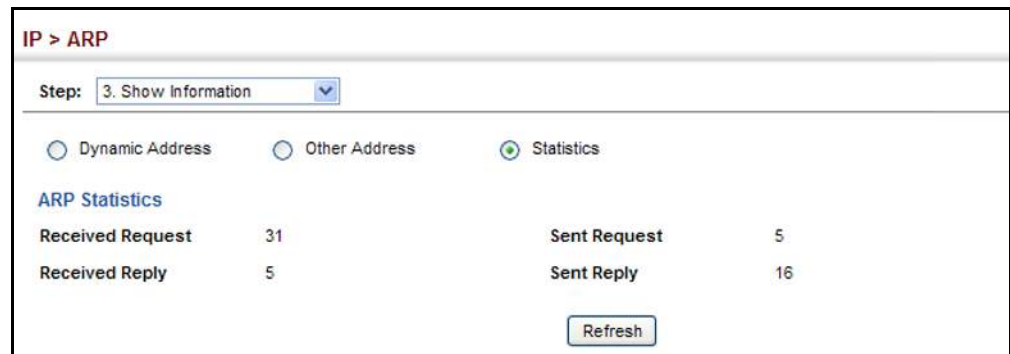 IP > ARP
Step: 3. Show Information
Dynamic Address Other Address Statistics
ARP Statistics
Received Request 31 Sent Request 5
Received Reply 5 Sent Reply 16
Refresh